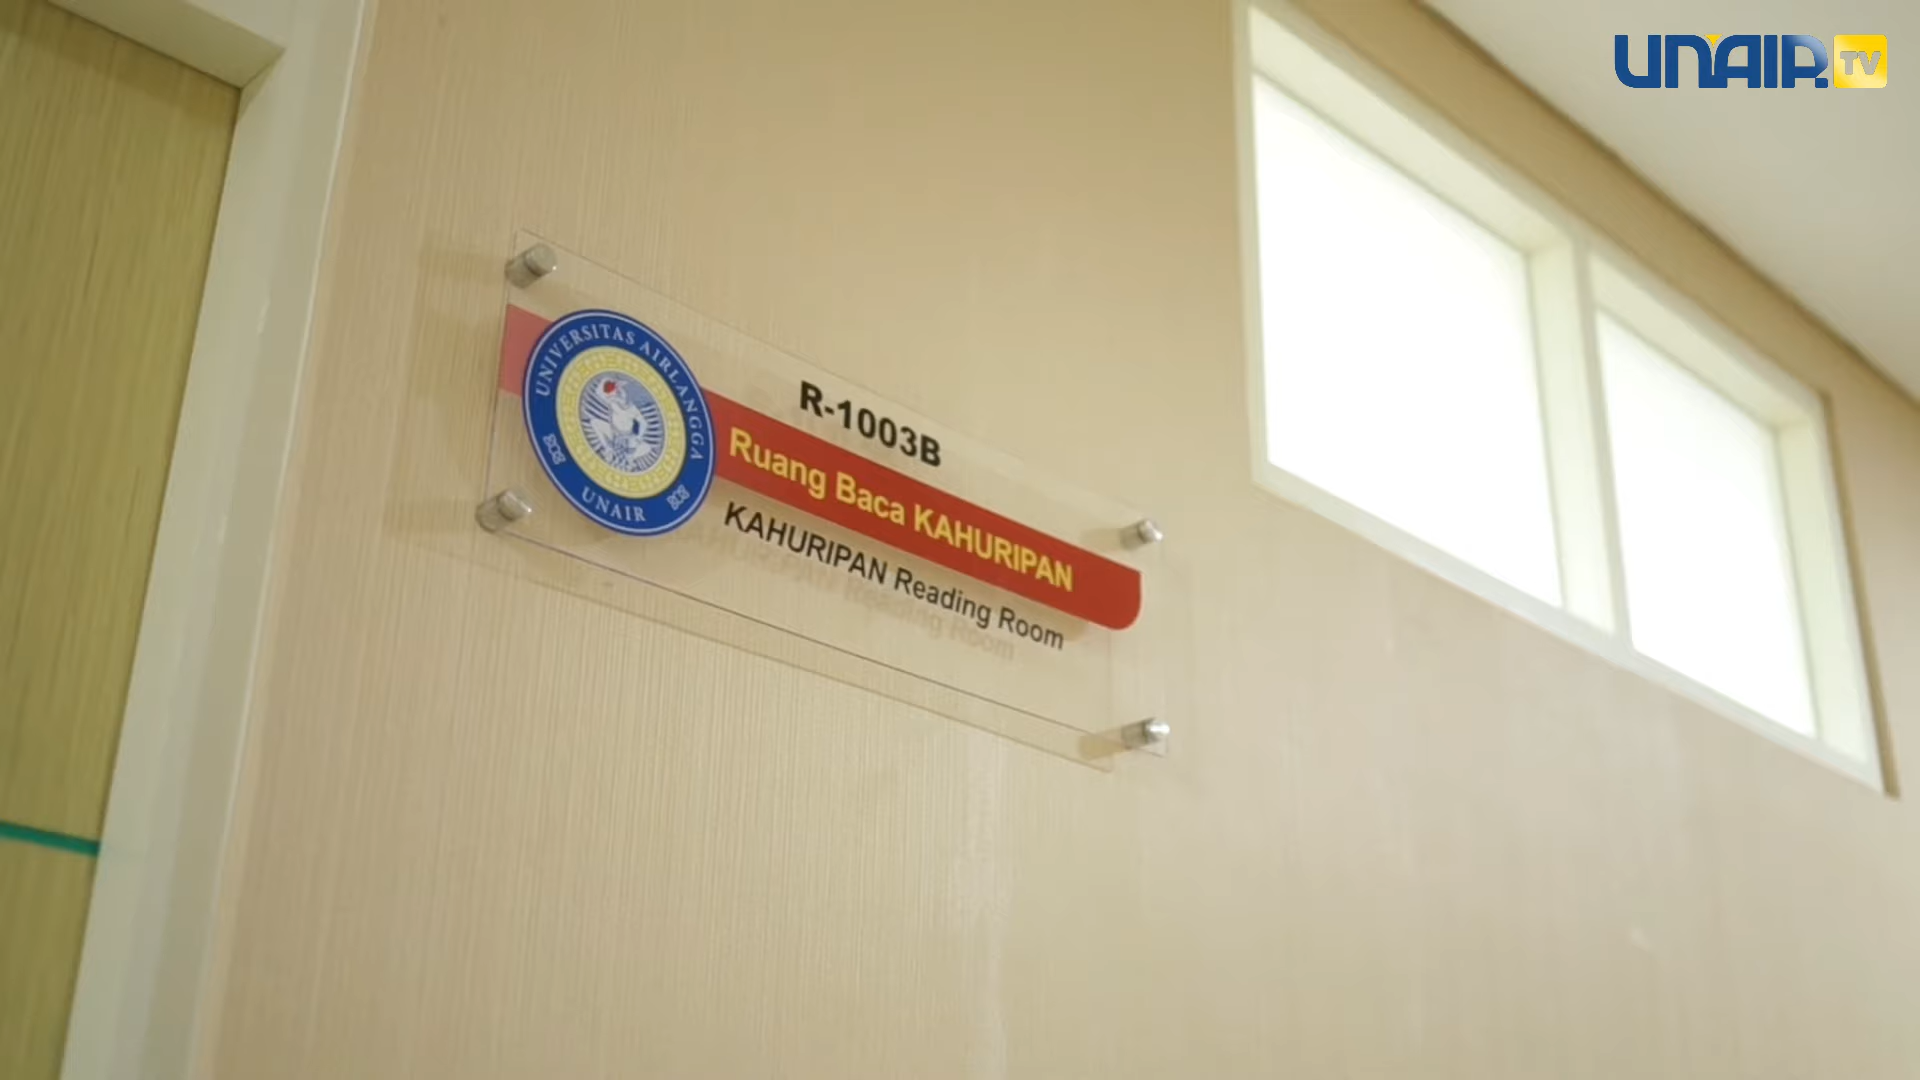 UNAIR TV
R-1003B
UNIVERSITAS AIRLANGGA
UNAIR
Ruang Baca KAHURIPAN
KAHURIPAN Reading Room